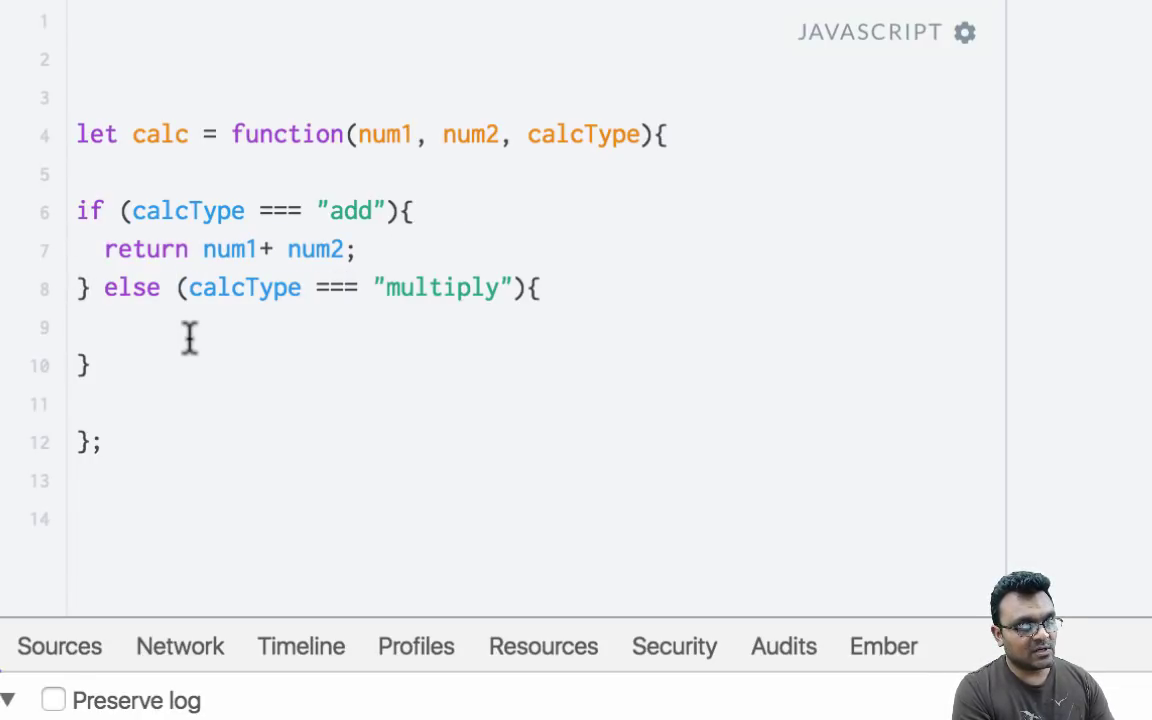 JAVASCRIPT
1
2
3
4 let calc = function(num1, num2, calcType){
5
6 if (calcType === "add"){
7 return num1+ num2;
8 } else (calcType === "multiply"){
9
10 }
11
12 };
13
14
Sources Network Timeline Profiles Resources Security Audits Ember
Preserve log